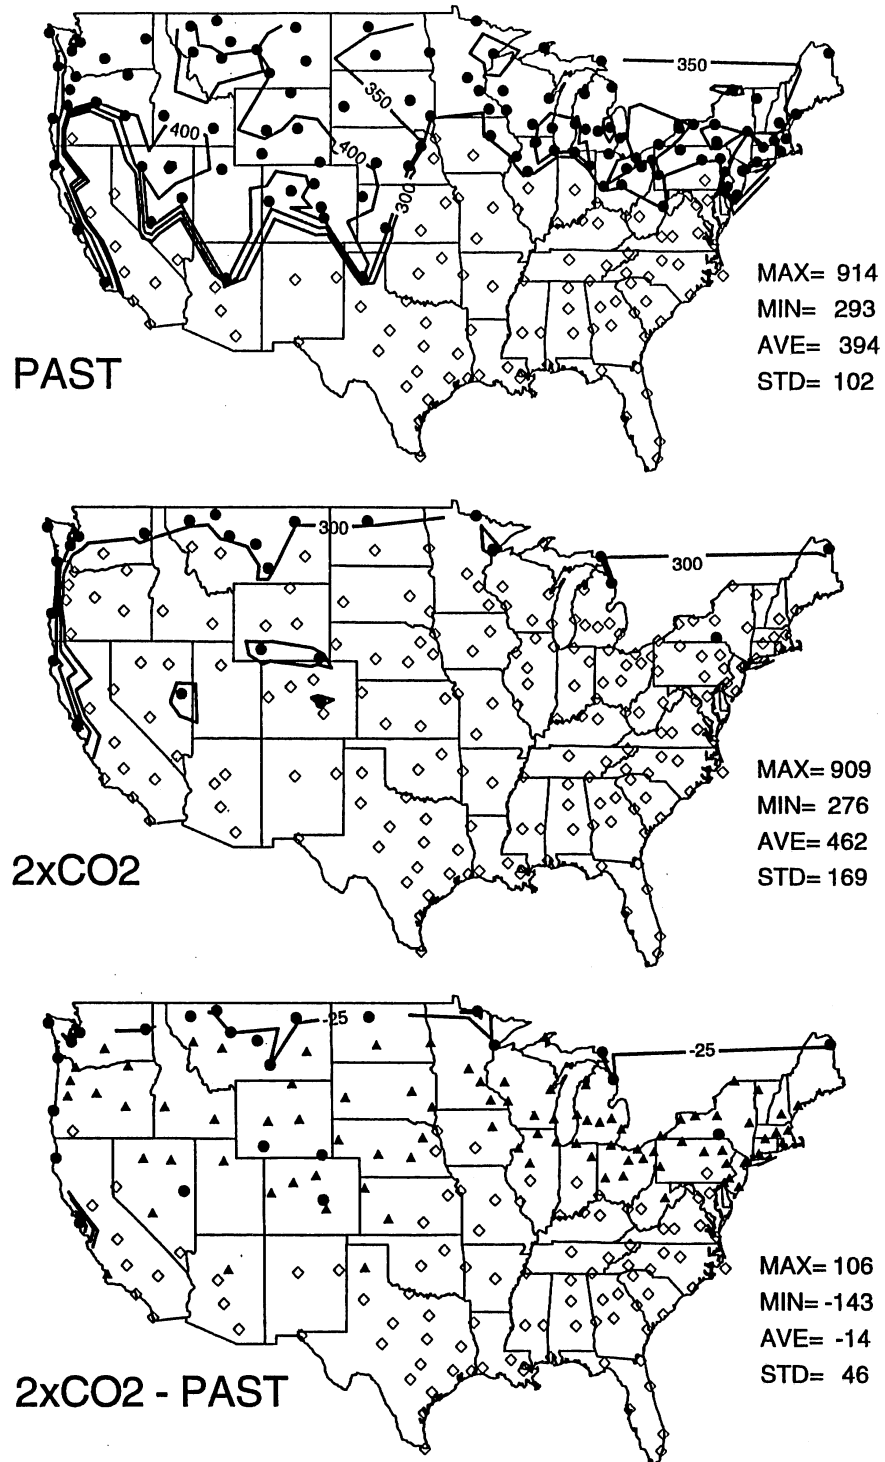 350
350
400
400
300
MAX= 914
MIN= 293
AVE= 394
STD= 102
PAST
300
300
MAX= 909
MIN= 276
AVE= 462
STD= 169
2xCO2
-25
-25
MAX= 106
MIN= -143
AVE= -14
STD= 46
2xCO2 - PAST